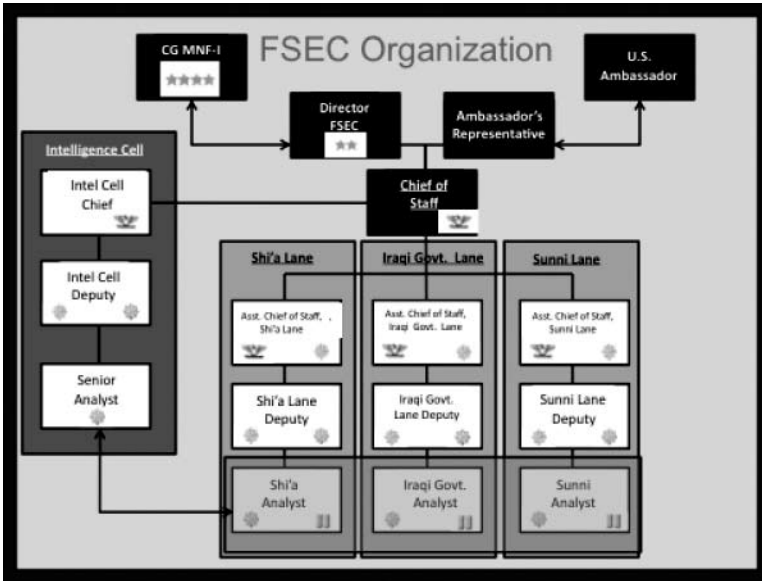 FSEC Organization
CG MNF-I
U.S.
Ambassador
Director
FSEC
Ambassador's
Representative
Intelligence Cell
Intel Cell
Chief
Chief of
Staff
Intel Cell
Deputy
Senior
Analyst
Shi'a Lane
Asst. Chief of Staff, .
Shi'a Lane
Shi'a Lane
Deputy
Shi'a
Analyst
Iraqi Govt. Lane
Asst. Chief of Staff,
Iraqi Govt. Lane
Iraqi Govt.
Lane Deputy
Iraqi Govt.
Analyst
Sunni Lane
Asst. Chief of Staff,
Sunni Lane
Sunni Lane
Deputy
Sunni
Analyst